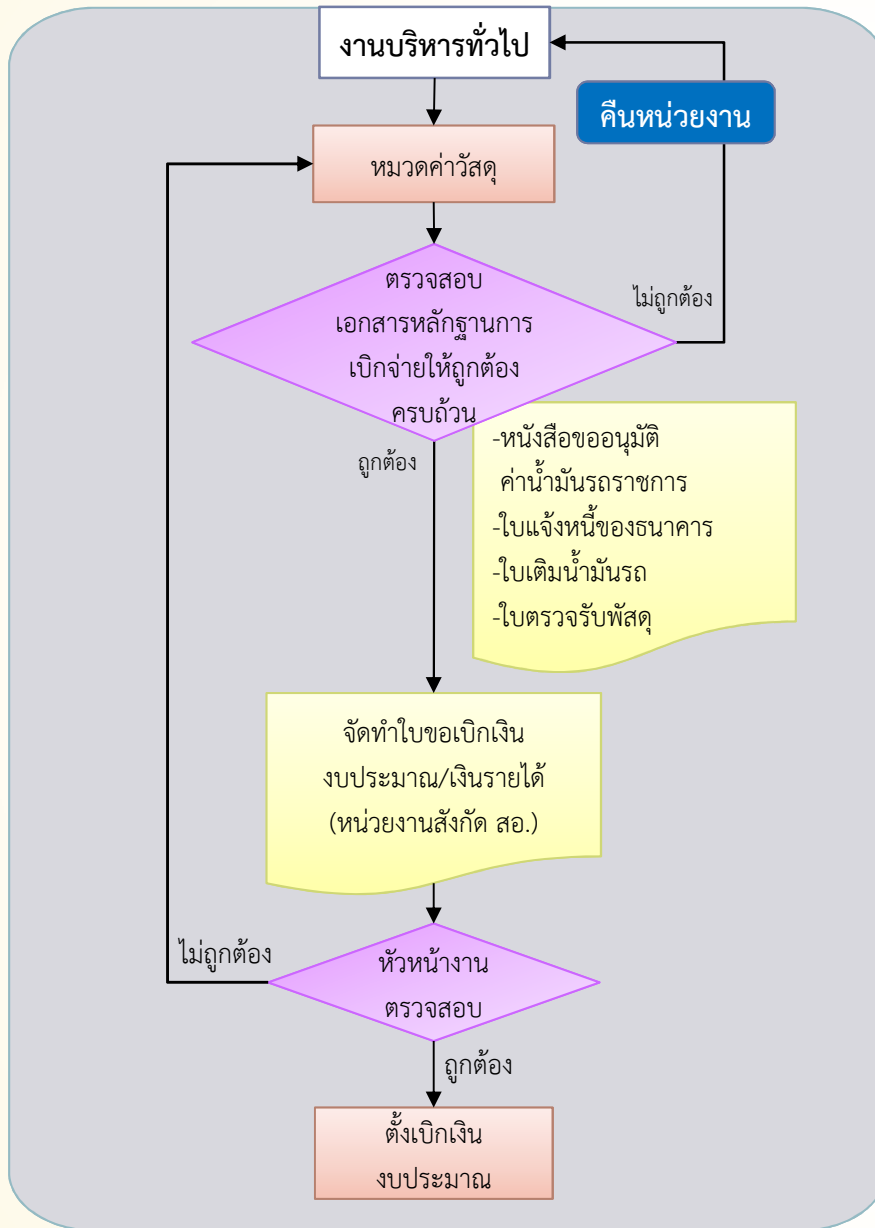 งานบริหารทั่วไป
คืนหน่วยงาน
หมวดค่าวัสดุ
ตรวจสอบ
เอกสารหลักฐานการ
เบิกจ่ายให้ถูกต้อง
ครบถ้วน
ไม่ถูกต้อง
ถูกต้อง
-หนังสือขออนุมัติ
ค่าน้ำมันรถราชการ
-ใบแจ้งหนี้ของธนาคาร
-ใบเติมน้ำมันรถ
-ใบตรวจรับพัสดุ
จัดทำใบขอเบิกเงิน
งบประมาณ/เงินรายได้
(หน่วยงานสังกัด สอ.)
ไม่ถูกต้อง
หัวหน้างาน
ตรวจสอบ
ถูกต้อง
ตั้งเบิกเงิน
งบประมาณ